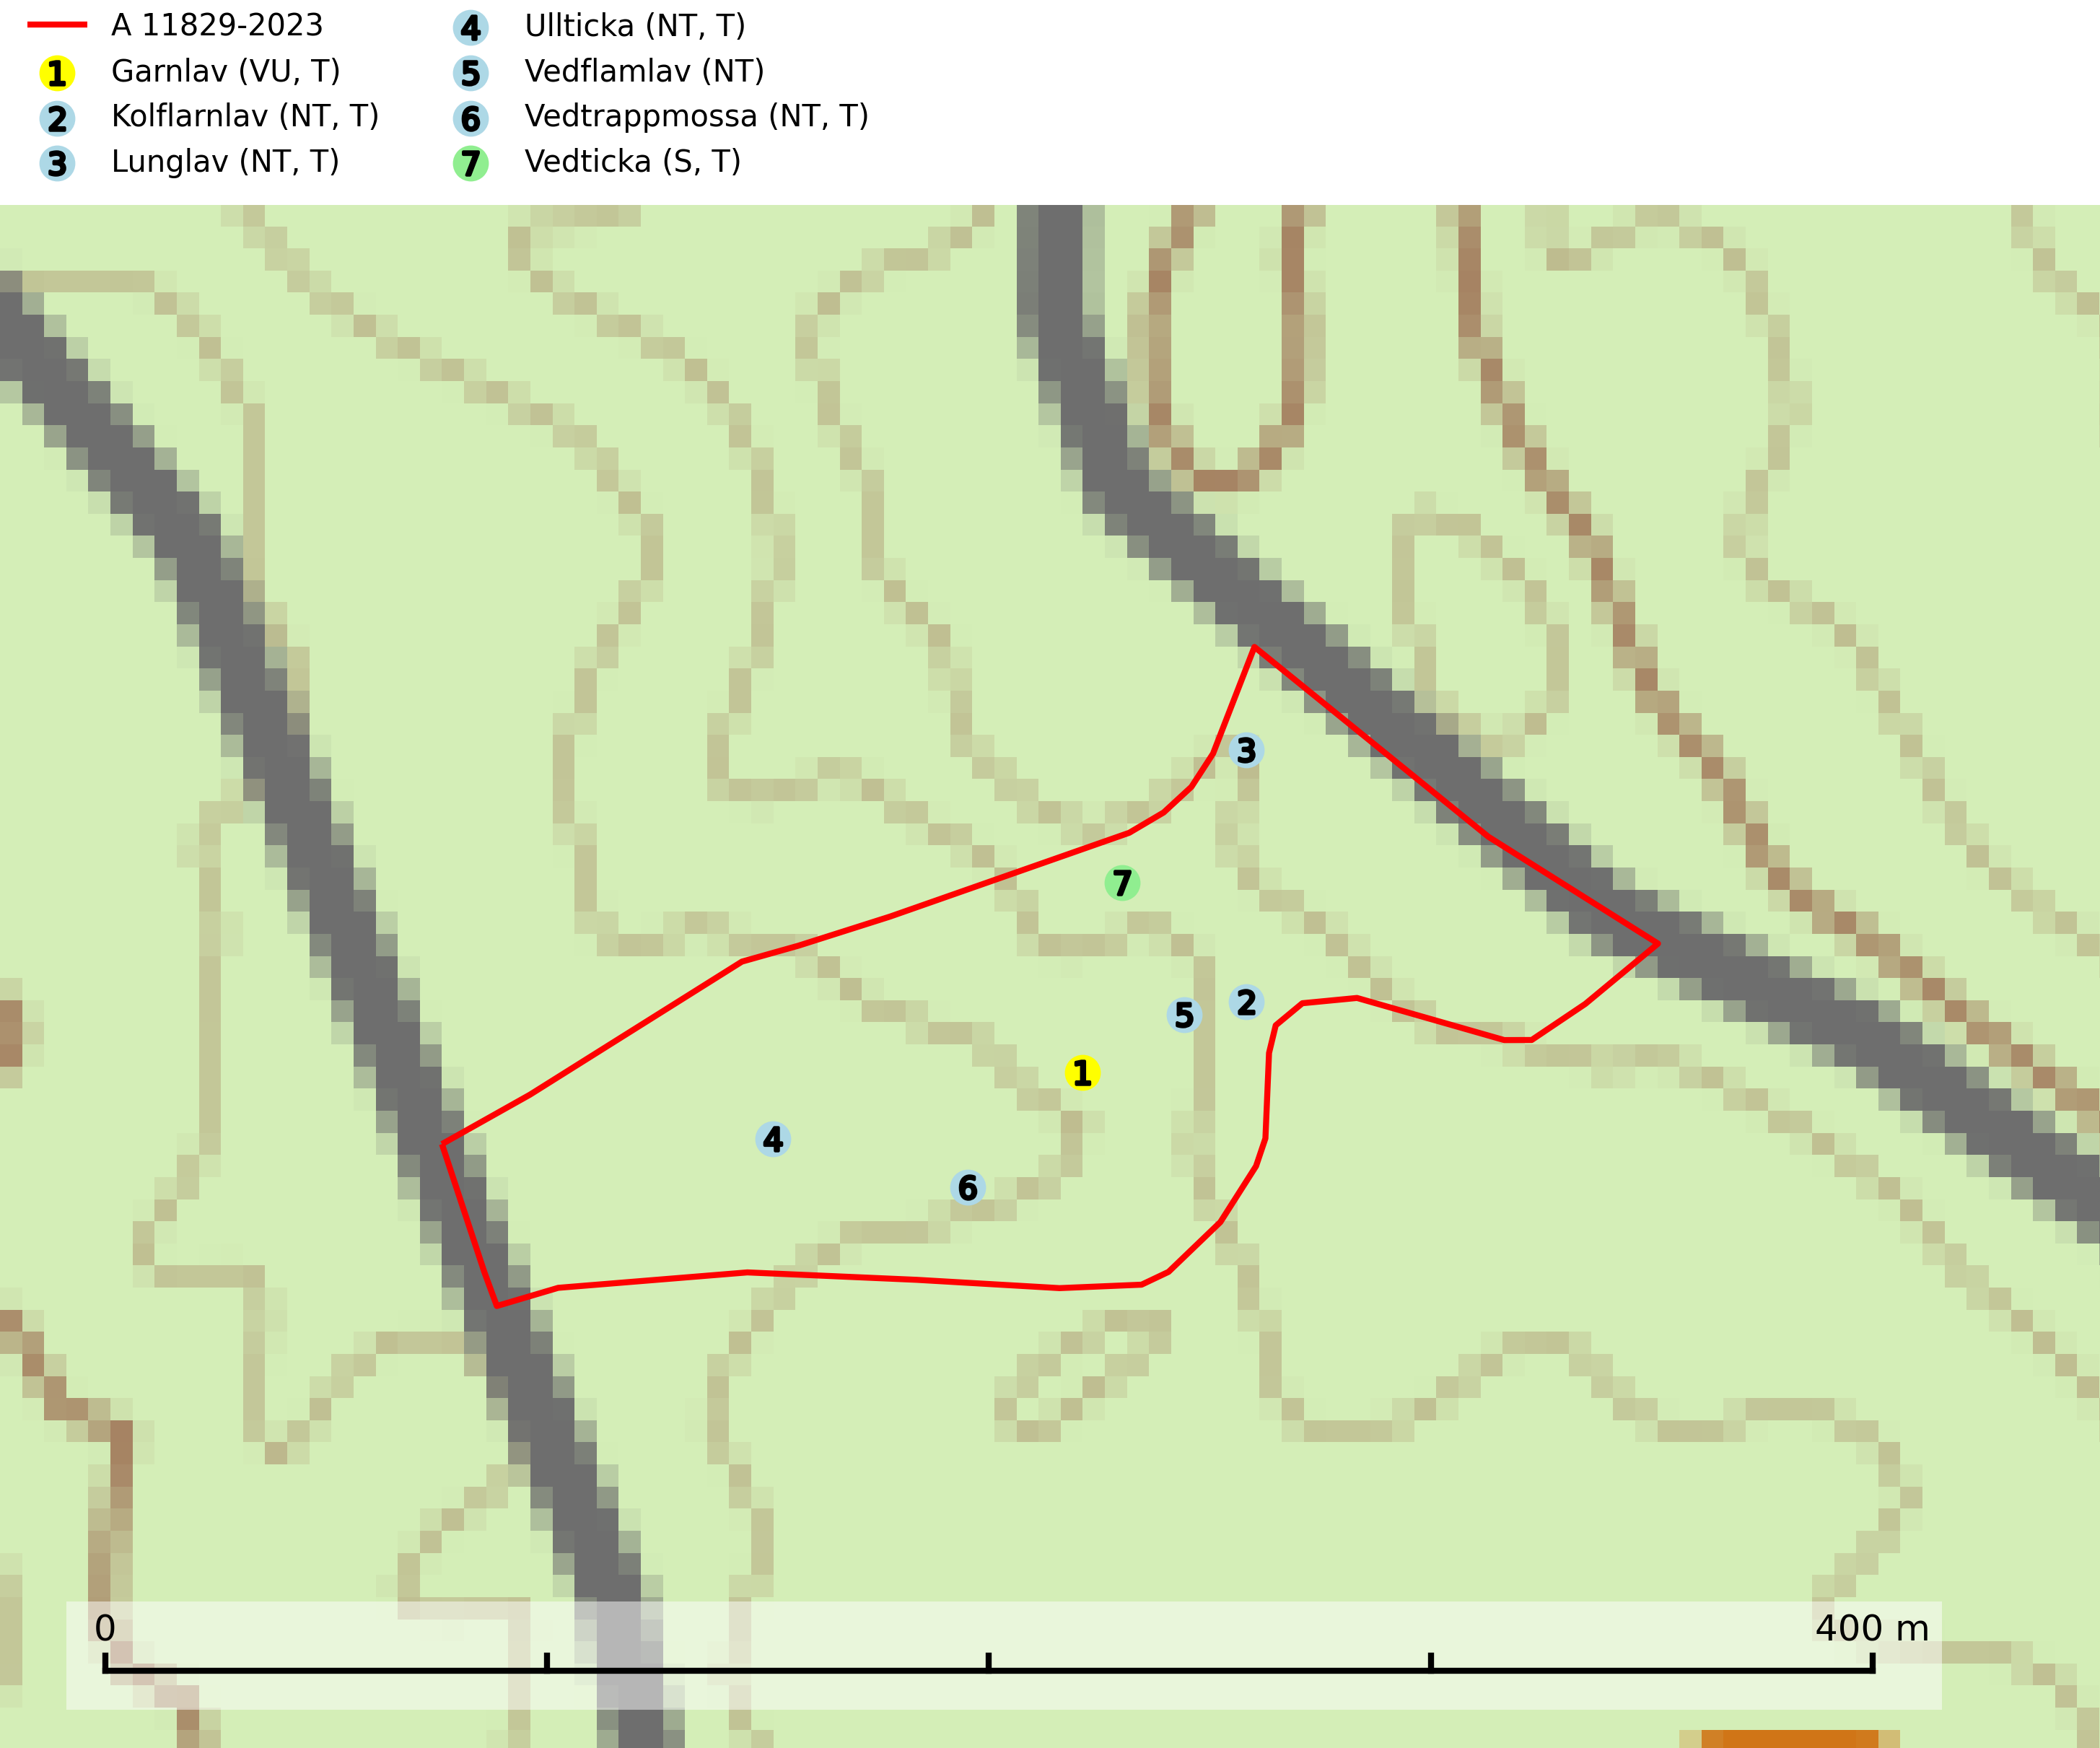 A 11829-2023
1 Garnlav (VU, T)
2 Kolflarnlav (NT, T)
3 Lunglav (NT, T)
4 Ullticka (NT, T)
5 Vedflamlav (NT)
6 Vedtrappmossa (NT, T)
7 Vedticka (S, T)
3
7
2
5
1
4
6
0
400 m